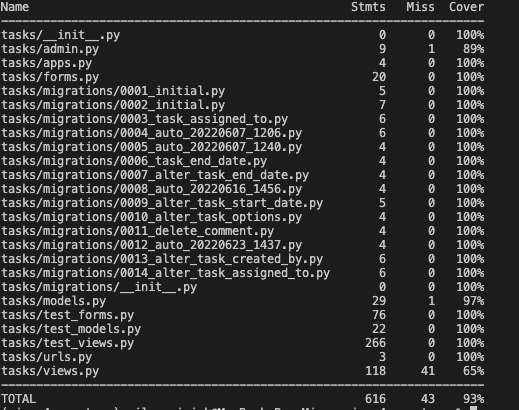 Name Stmts Miss Cover
tasks/__init__.py 0 0 100%
tasks/admin.py 9 1 89%
tasks/apps.py 4 0 100%
tasks/forms.py 20 0 100%
tasks/migrations/0001_initial.py 5 0 100%
tasks/migrations/0002_initial.py 7 0 100%
tasks/migrations/0003_task_assigned_to.py 6 0 100%
tasks/migrations/0004_auto_20220607_1206.py 6 0 100%
tasks/migrations/0005_auto_20220607_1240.py 4 0 100%
tasks/migrations/0006_task_end_date.py 4 0 100%
tasks/migrations/0007_alter_task_end_date.py 4 0 100%
tasks/migrations/0008_auto_20220616_1456.py 4 0 100%
tasks/migrations/0009_alter_task_start_date.py 5 0 100%
tasks/migrations/0010_alter_task_options.py 4 0 100%
tasks/migrations/0011_delete_comment.py 4 0 100%
tasks/migrations/0012_auto_20220623_1437.py 4 0 100%
tasks/migrations/0013_alter_task_created_by.py 6 0 100%
tasks/migrations/0014_alter_task_assigned_to.py 6 0 100%
tasks/migrations/__init__.py 0 0 100%
tasks/models.py 29 1 97%
tasks/test_forms.py 76 0 100%
tasks/test_models.py 22 0 100%
tasks/test_views.py 266 0 100%
tasks/urls.py 3 0 100%
tasks/views.py 118 41 65%
TOTAL 616 43 93%